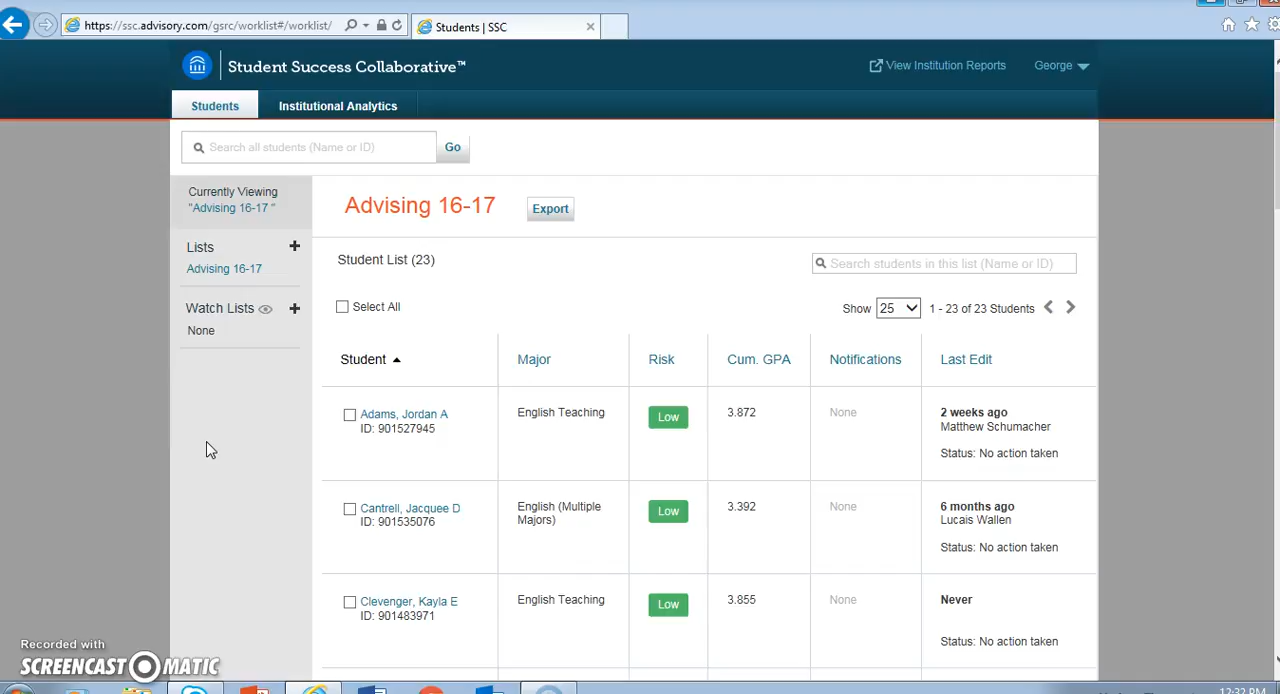 https://ssc.advisory.com/gsrc/worklist#/worklist/
Students | SSC
Student Success Collaborative™
View Institution Reports
George
Students
Institutional Analytics
Search all students (Name or ID)
Go
Currently Viewing
"Advising 16-17 "
Lists
Advising 16-17
Watch Lists
None
Advising 16-17
Export
Student List (23)
Search students in this list (Name or ID)
Select All
Show 25 1 - 23 of 23 Students
Student Major Risk Cum. GPA Notifications Last Edit
Adams, Jordan A
ID: 901527945
English Teaching
Low
3.872
None
2 weeks ago
Matthew Schumacher
Status: No action taken
Cantrell, Jacquee D
ID: 901535076
English (Multiple
Majors)
Low
3.392
None
6 months ago
Lucais Wallen
Status: No action taken
Clevenger, Kayla E
ID: 901483971
English Teaching
Low
3.855
None
Never
Status: No action taken
Recorded with
SCREENCAST MATIC
12:32 PM